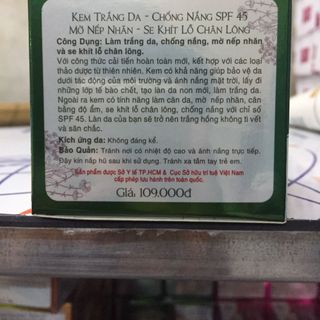 Kem Trắng Da - Chống Nắng SPF 45
Mờ Nếp Nhăn - Se Khít Lỗ Chân Lông
Công Dụng: Làm trắng da, chống nắng, mờ nếp nhăn
và se khít lỗ chân lông.
Với công thức cải tiến hoàn toàn mới, kết hợp với các loại
thảo dược từ thiên nhiên. Kem có khả năng giúp bảo vệ da
dưới tác dụng của môi trường và ánh nắng mặt trời, lấy đi
những lớp tế bào chết, tạo làn da non mới, làm trắng da.
Ngoài ra kem có tính năng làm căn da, mờ nếp nhăn, cân
bằng độ ẩm, se khít lỗ chân lông, chống nắng với chỉ số
SPF 45. Làn da của bạn sẽ trở nên trắng hồng không tì vết
và săn chắc.
Kích ứng da: Không đáng kể.
Bảo Quản: Tránh nơi có nhiệt độ cao và ánh nắng trực tiếp.
Đậy kín nắp hũ sau khi sử dụng. Tránh xa tầm tay trẻ em.
Sản phẩm được Sở Y tế TP.HCM & Cục Sở hữu trí tuệ Việt Nam
cấp phép lưu hành trên toàn quốc.
Giá: 109.000đ